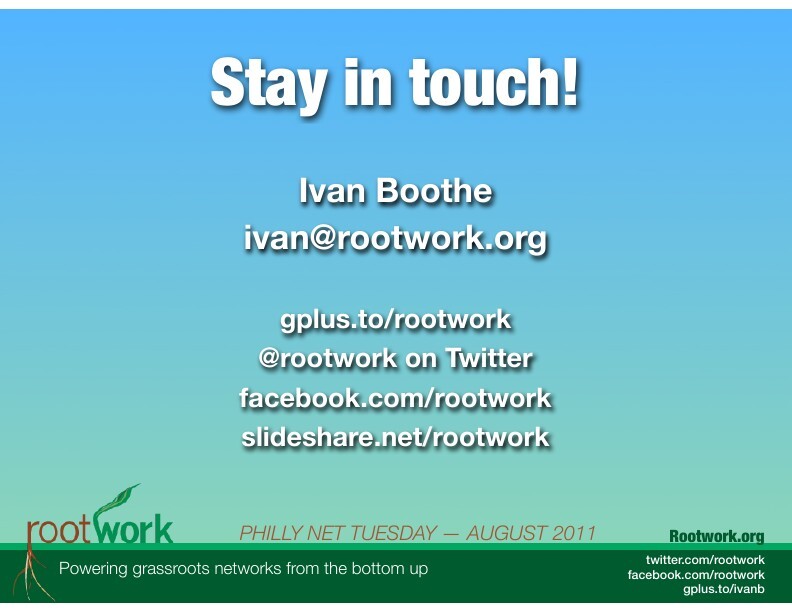 Stay in touch!
Ivan Boothe
ivan@rootwork.org
gplus.to/rootwork
@rootwork on Twitter
facebook.com/rootwork
slideshare.net/rootwork
rootwork
PHILLY NET TUESDAY — AUGUST 2011
Rootwork.org
Powering grassroots networks from the bottom up
twitter.com/rootwork
facebook.com/rootwork
gplus.to/ivanb